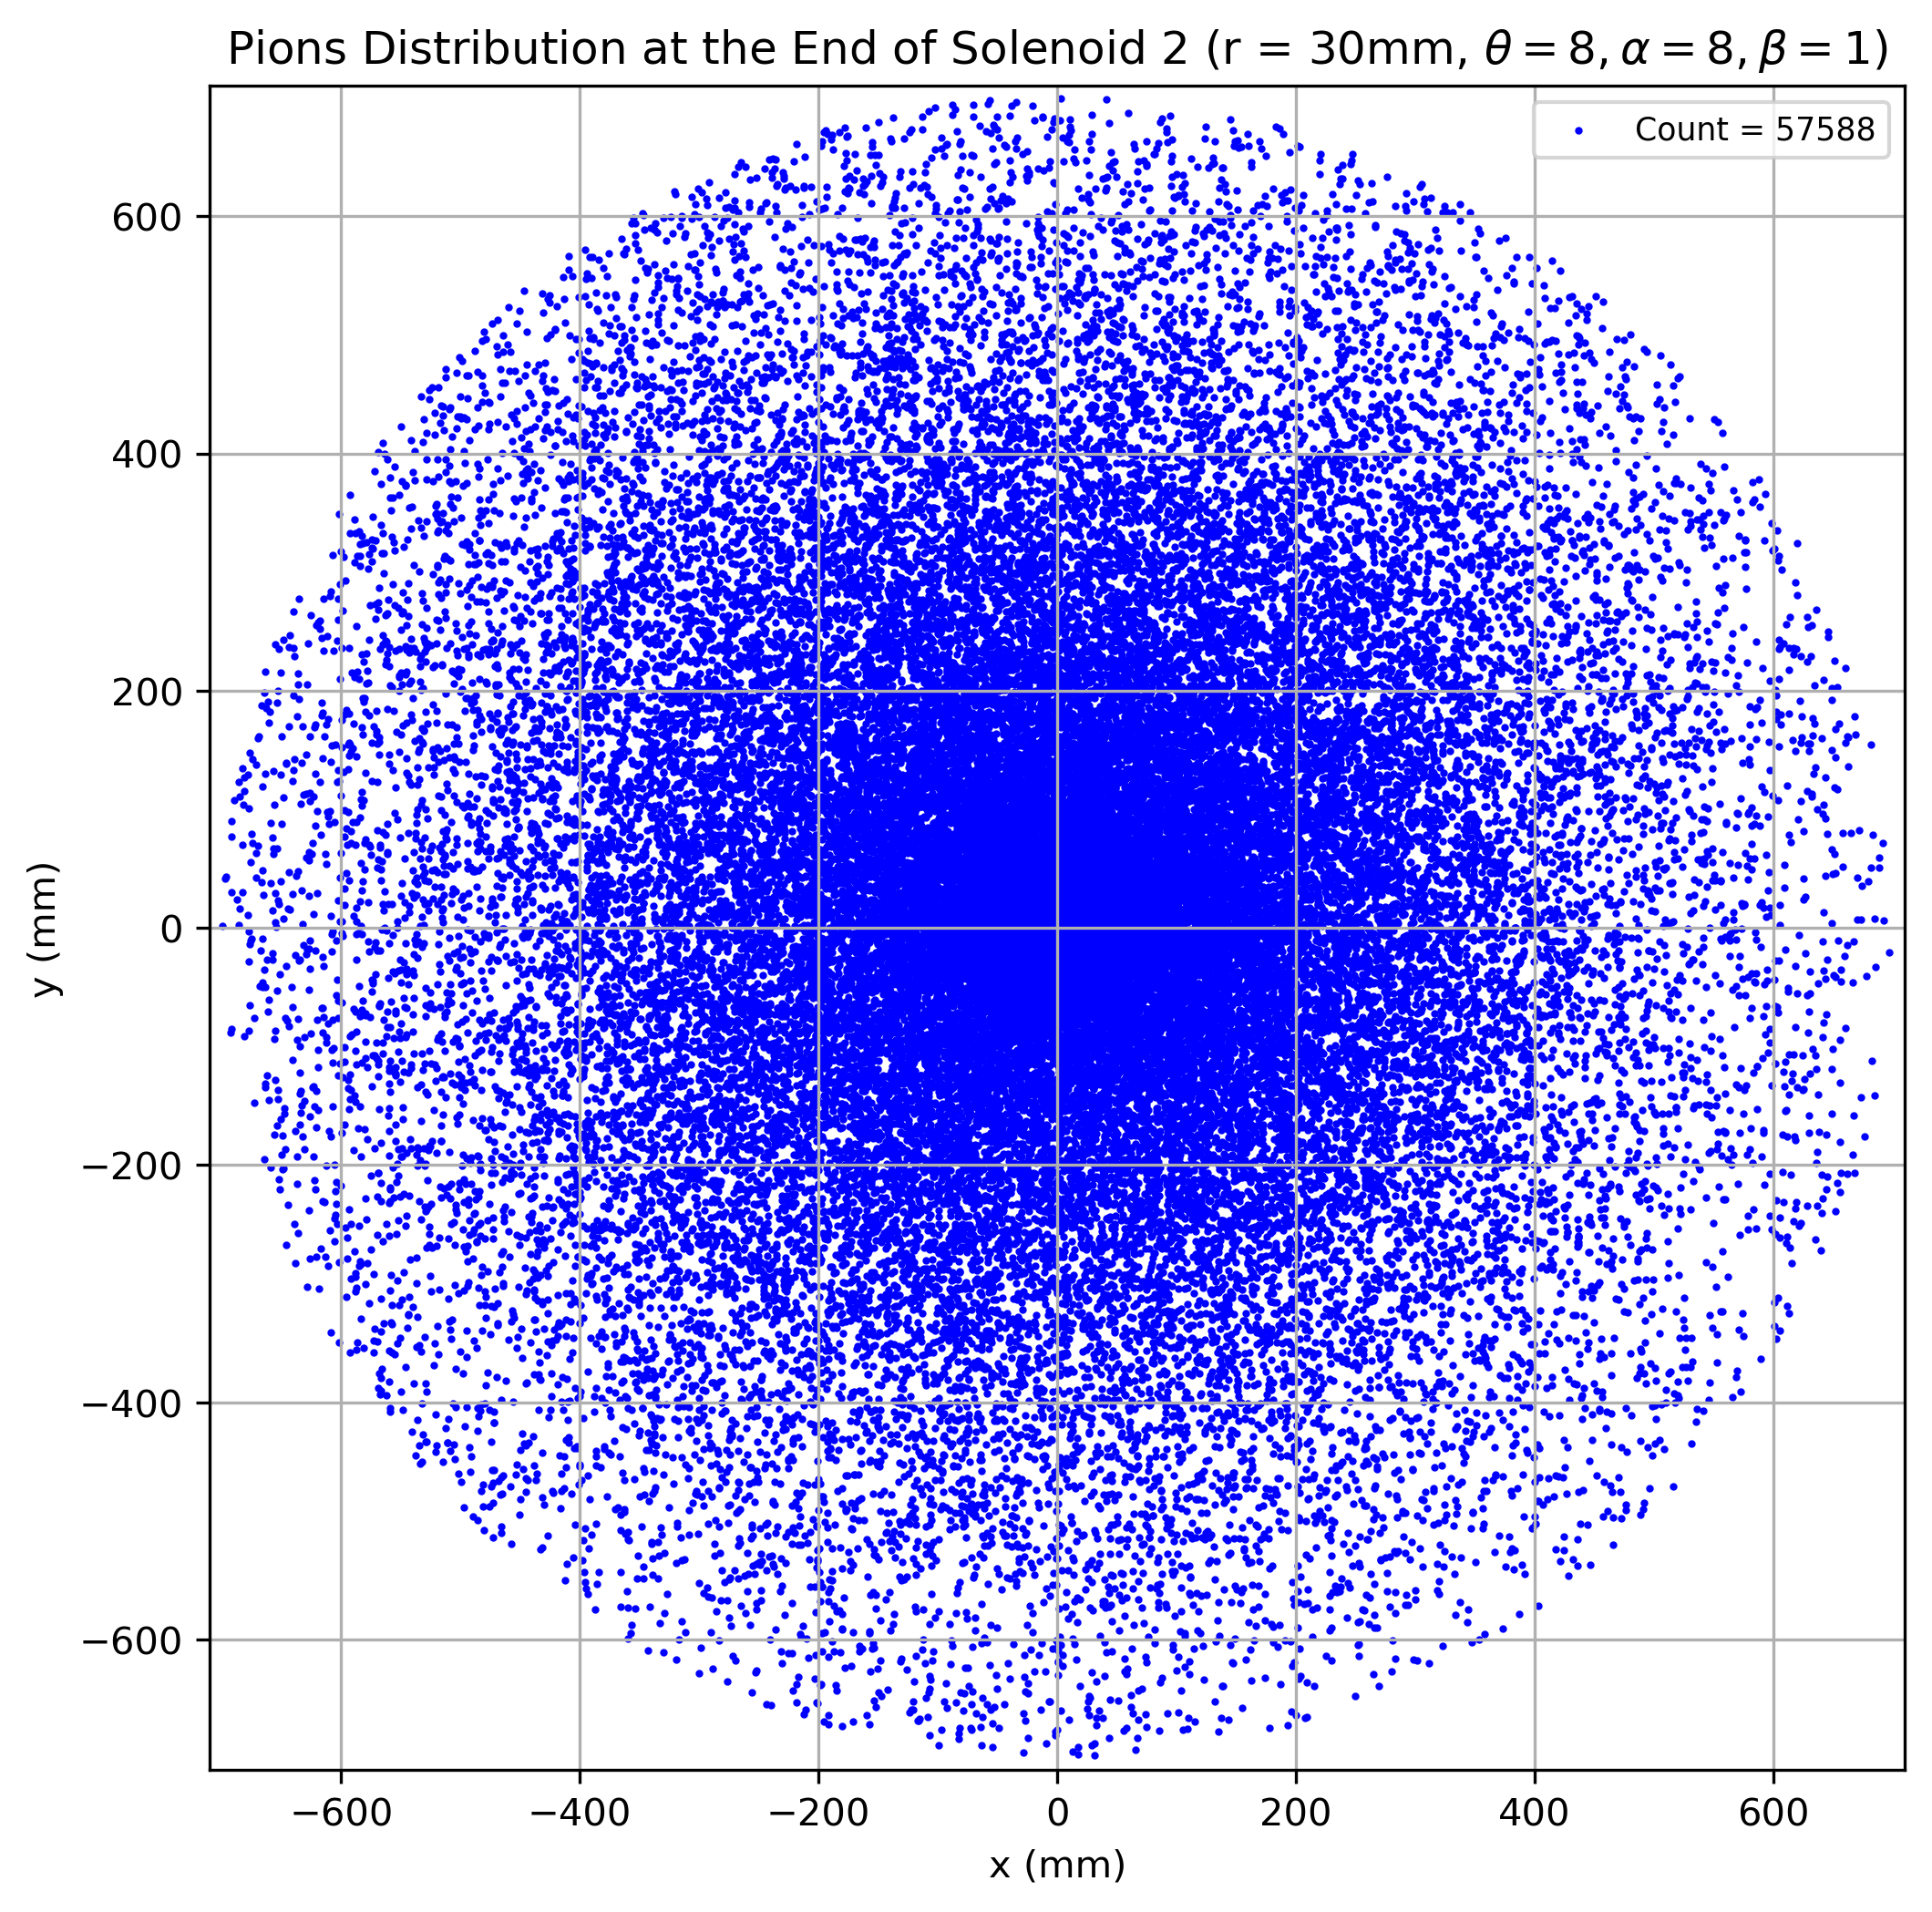 Pions Distribution at the End of Solenoid 2 (r = 30mm, θ = 8, α = 8, β = 1)
Count = 57588
600
400
200
0
−200
−400
−600
y (mm)
−600 −400 −200 0 200 400 600
x (mm)